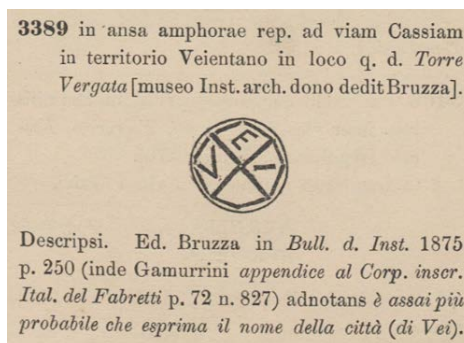 3389 in ansa amphorae rep. ad viam Cassiam
in territorio Veientano in loco q. d. Torre
Vergata [museo Inst. arch. dono dedit Bruzza].
V E I
Descripsi. Ed. Bruzza in Bull. d. Inst. 1875
p. 250 (inde Gamurrini appendice al Corp. inscr.
Ital. del Fabretti p. 72 n. 827) adnotans è assai più
probabile che esprima il nome della città (di Vei).